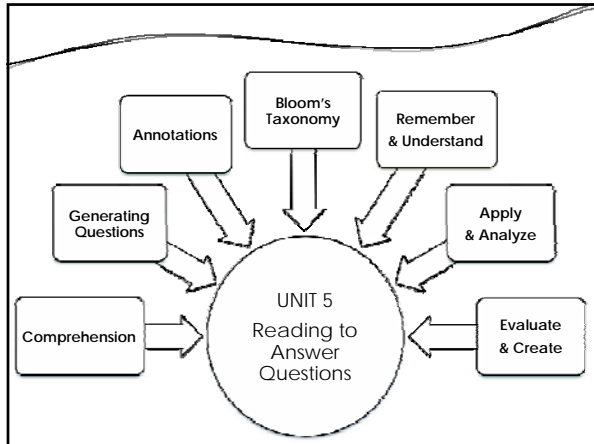 Bloom's
Taxonomy
Annotations
Remember
& Understand
Generating
Questions
Apply
& Analyze
Comprehension
UNIT 5
Reading to
Answer
Questions
Evaluate
& Create